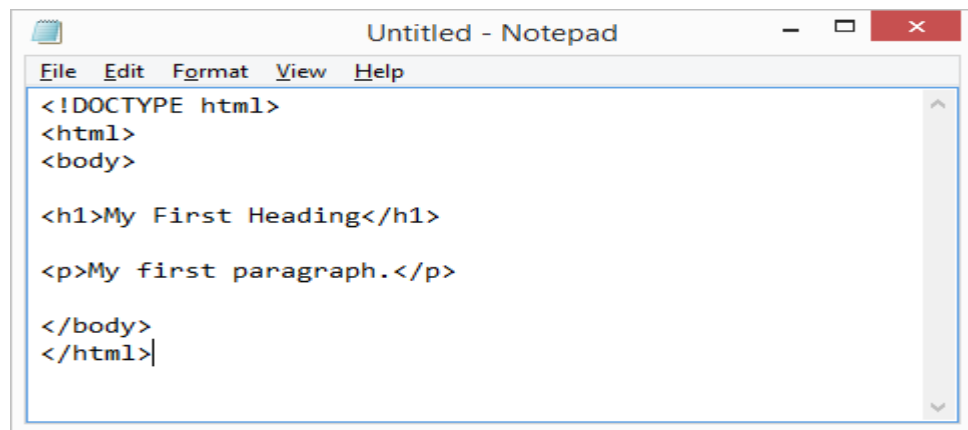 Untitled - Notepad
File Edit Format View Help
<!DOCTYPE html>
<html>
<body>
<h1>My First Heading</h1>
<p>My first paragraph.</p>
</body>
</html>